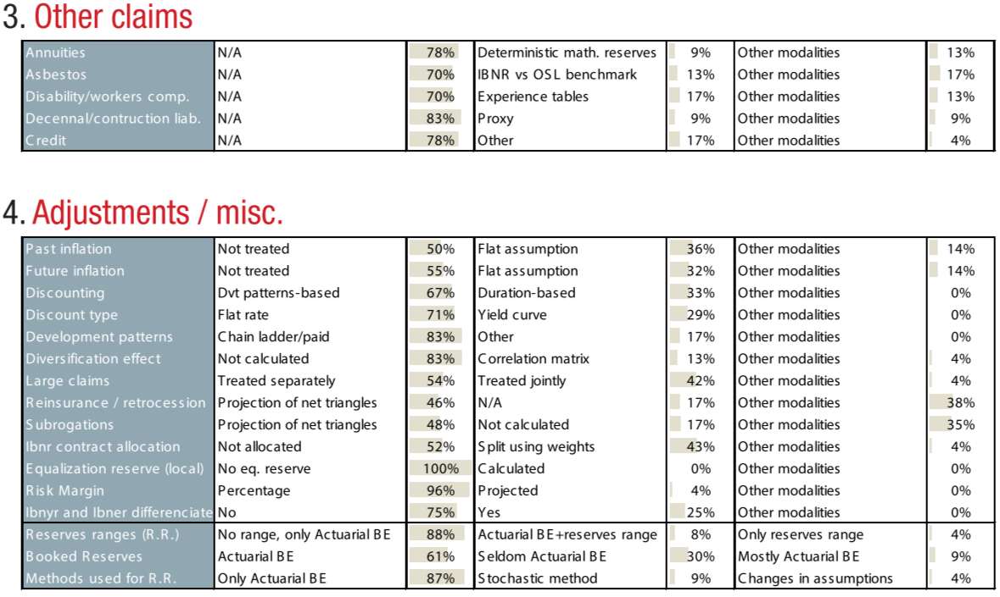 3. Other claims
Annuities N/A 78% Deterministic math. reserves 9% Other modalities 13%
Asbestos N/A 70% IBNR vs OSL benchmark 13% Other modalities 17%
Disability/workers comp. N/A 70% Experience tables 17% Other modalities 13%
Decennal/contruction liab. N/A 83% Proxy 9% Other modalities 9%
Credit N/A 78% Other 17% Other modalities 4%
4. Adjustments / misc.
Past inflation Not treated 50% Flat assumption 36% Other modalities 14%
Future inflation Not treated 55% Flat assumption 32% Other modalities 14%
Discounting Dvt patterns-based 67% Duration-based 33% Other modalities 0%
Discount type Flat rate 71% Yield curve 29% Other modalities 0%
Development patterns Chain ladder/paid 83% Other 17% Other modalities 0%
Diversification effect Not calculated 83% Correlation matrix 13% Other modalities 4%
Large claims Treated separately 54% Treated jointly 42% Other modalities 4%
Reinsurance / retrocession Projection of net triangles 46% N/A 17% Other modalities 38%
Subrogations Projection of net triangles 48% Not calculated 17% Other modalities 35%
Ibnr contract allocation Not allocated 52% Split using weights 43% Other modalities 4%
Equalization reserve (local) No eq. reserve 100% Calculated 0% Other modalities 0%
Risk Margin Percentage 96% Projected 4% Other modalities 0%
Ibnyr and Ibner differenciate No 75% Yes 25% Other modalities 0%
Reserves ranges (R.R.) No range, only Actuarial BE 88% Actuarial BE+reserves range 8% Only reserves range 4%
Booked Reserves Actuarial BE 61% Seldom Actuarial BE 30% Mostly Actuarial BE 9%
Methods used for R.R. Only Actuarial BE 87% Stochastic method 9% Changes in assumptions 4%